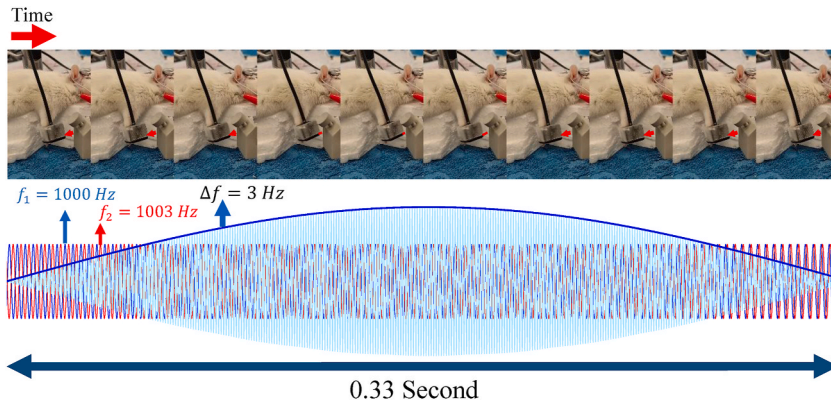 Time
f₁ = 1000 Hz
f₂ = 1003 Hz
Δf = 3 Hz
0.33 Second